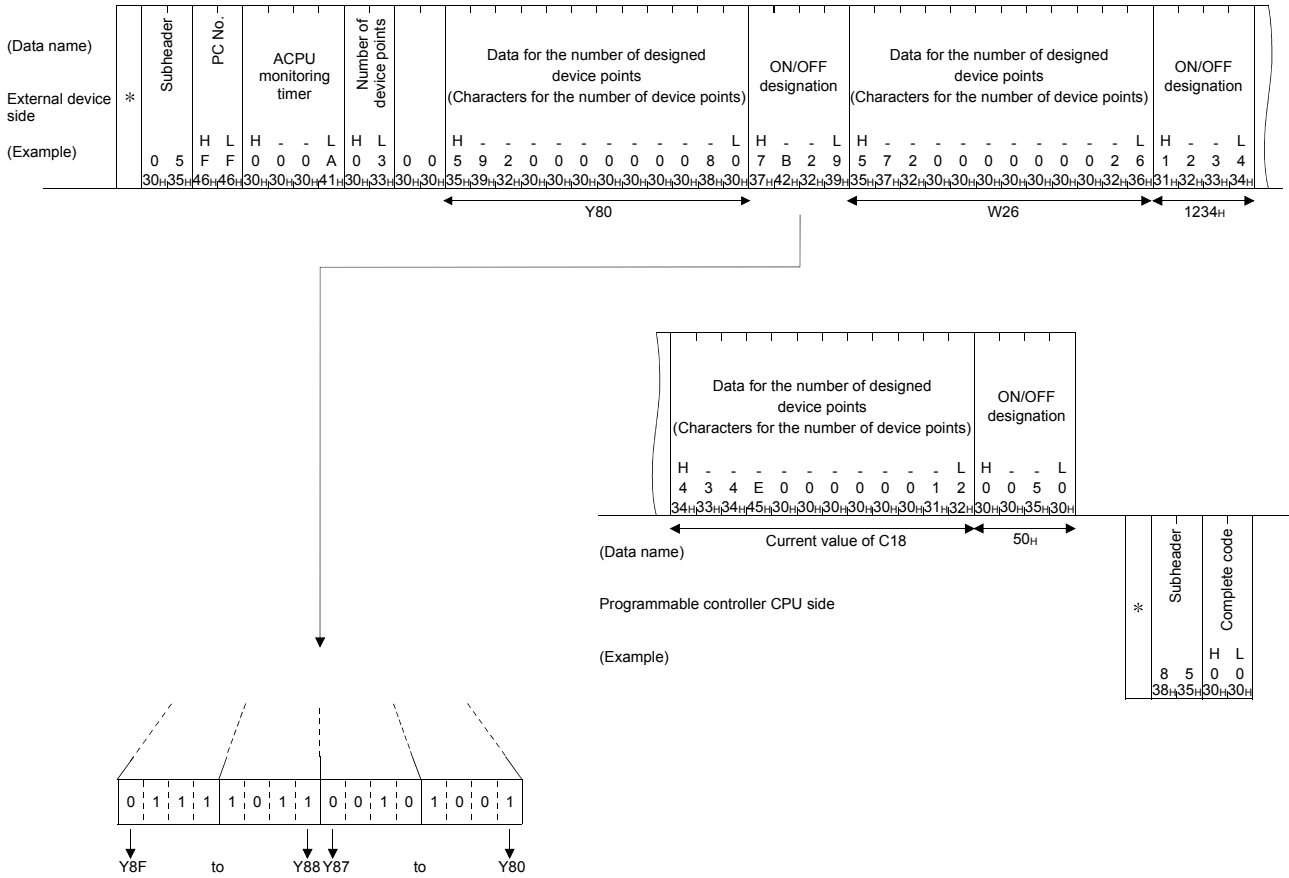 (Data name)
External device side
(Example)
*
Subheader
0 5
30H 35H
PC No.
H L
F F
46H 46H
ACPU monitoring timer
H - - L
0 0 0 A
30H 30H 30H 41H
Number of device points
H L
0 3
30H 33H
0 0
30H 30H
Data for the number of designed
device points
(Characters for the number of device points)
H - - - - - - - - - - L
5 9 2 0 0 0 0 0 0 0 8 0
35H 39H 32H 30H 30H 30H 30H 30H 30H 30H 38H 30H
Y80
ON/OFF designation
H - - L
7 B 2 9
37H 42H 32H 39H
Data for the number of designed
device points
(Characters for the number of device points)
H - - - - - - - - - - L
5 7 2 0 0 0 0 0 0 0 2 6
35H 37H 32H 30H 30H 30H 30H 30H 30H 30H 32H 36H
W26
ON/OFF designation
H - - L
1 2 3 4
31H 32H 33H 34H
1234H
Data for the number of designed
device points
(Characters for the number of device points)
H - - - - - - - - - - L
4 3 4 E 0 0 0 0 0 0 1 2
34H 33H 34H 45H 30H 30H 30H 30H 30H 30H 31H 32H
Current value of C18
ON/OFF designation
H - - L
0 0 5 0
30H 30H 35H 30H
50H
(Data name)
Programmable controller CPU side
(Example)
*
Subheader
8 5
38H 35H
Complete code
H L
0 0
30H 30H
0 1 1 1 1 0 1 1 0 0 1 0 1 0 0 1
Y8F to Y88 Y87 to Y80